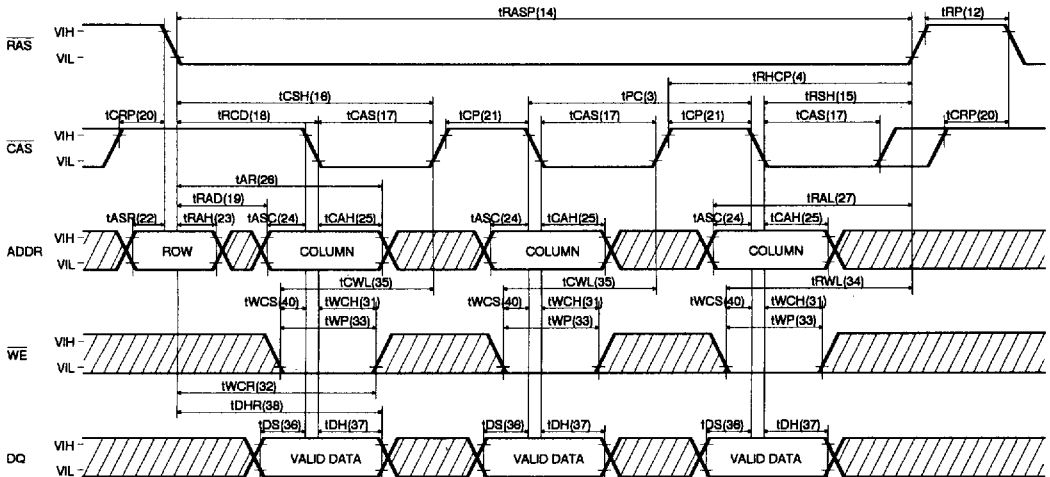 tRASP(14) tRP(12)
RAS VIH
VIL
tRHCP(4)
tCSH(16) tPC(3) tRSH(15)
tCRP(20) tRCD(18) tCAS(17) tCP(21) tCAS(17) tCP(21) tCAS(17) tCRP(20)
CAS VIH
VIL
tAR(26)
tRAD(19) tRAL(27)
tASR(22) tRAH(23) tASC(24) tCAH(25) tASC(24) tCAH(25) tASC(24) tCAH(25)
ADDR VIH ROW COLUMN COLUMN COLUMN
VIL
tCWL(35) tCWL(35) tRWL(34)
tWCS(40) tWCH(31) tWCS(40) tWCH(31) tWCS(40) tWCH(31)
tWP(33) tWP(33) tWP(33)
WE VIH
VIL
tWCR(32)
tDHR(38)
tDS(36) tDH(37) tDS(36) tDH(37) tDS(36) tDH(37)
DQ VIH VALID DATA VALID DATA VALID DATA
VIL